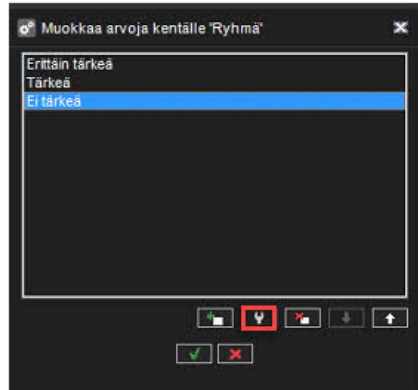 Muokkaa arvoja kentälle 'Ryhmä'
Erittäin tärkeä
Tärkeä
Ei tärkeä